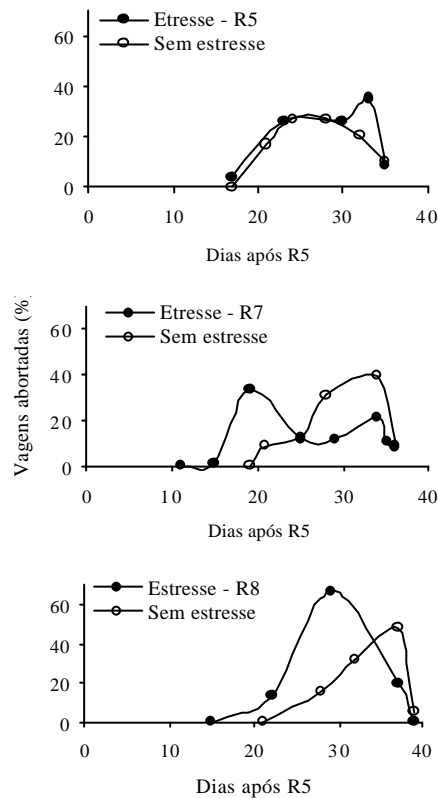 Etresse - R5
Sem estresse
60
40
20
0
0 10 20 30 40
Dias após R5
Vagens abortadas (%)
Etresse - R7
Sem estresse
60
40
20
0
0 10 20 30 40
Dias após R5
Estresse - R8
Sem estresse
60
40
20
0
0 10 20 30 40
Dias após R5